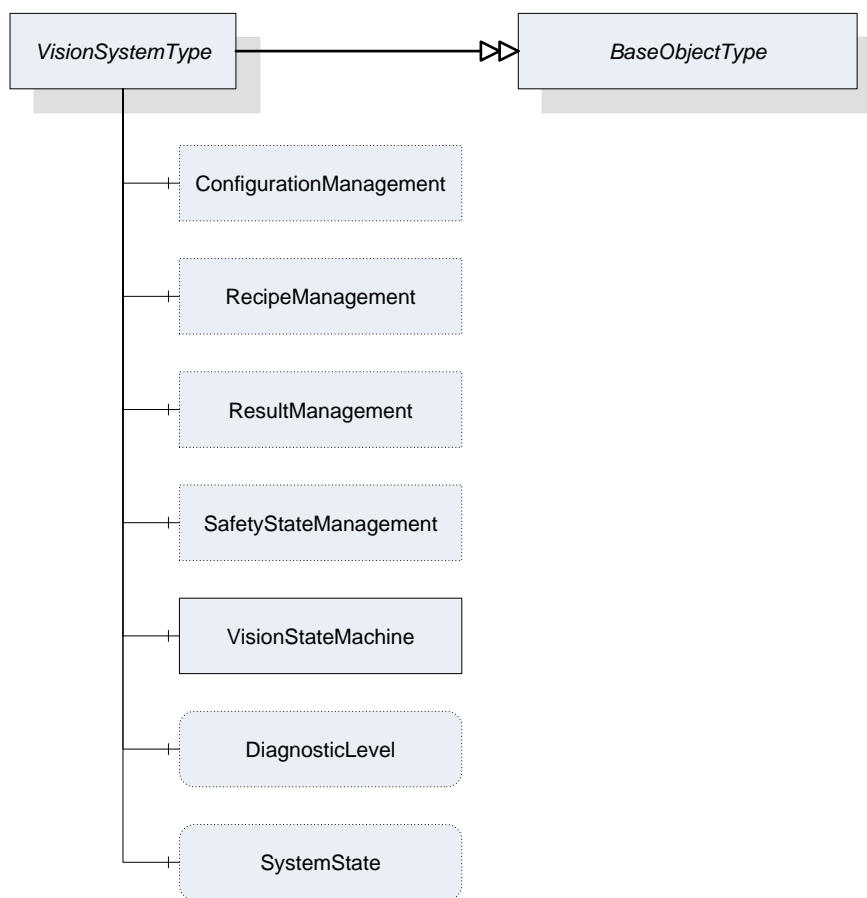 VisionSystemType
BaseObjectType
ConfigurationManagement
RecipeManagement
ResultManagement
SafetyStateManagement
VisionStateMachine
DiagnosticLevel
SystemState